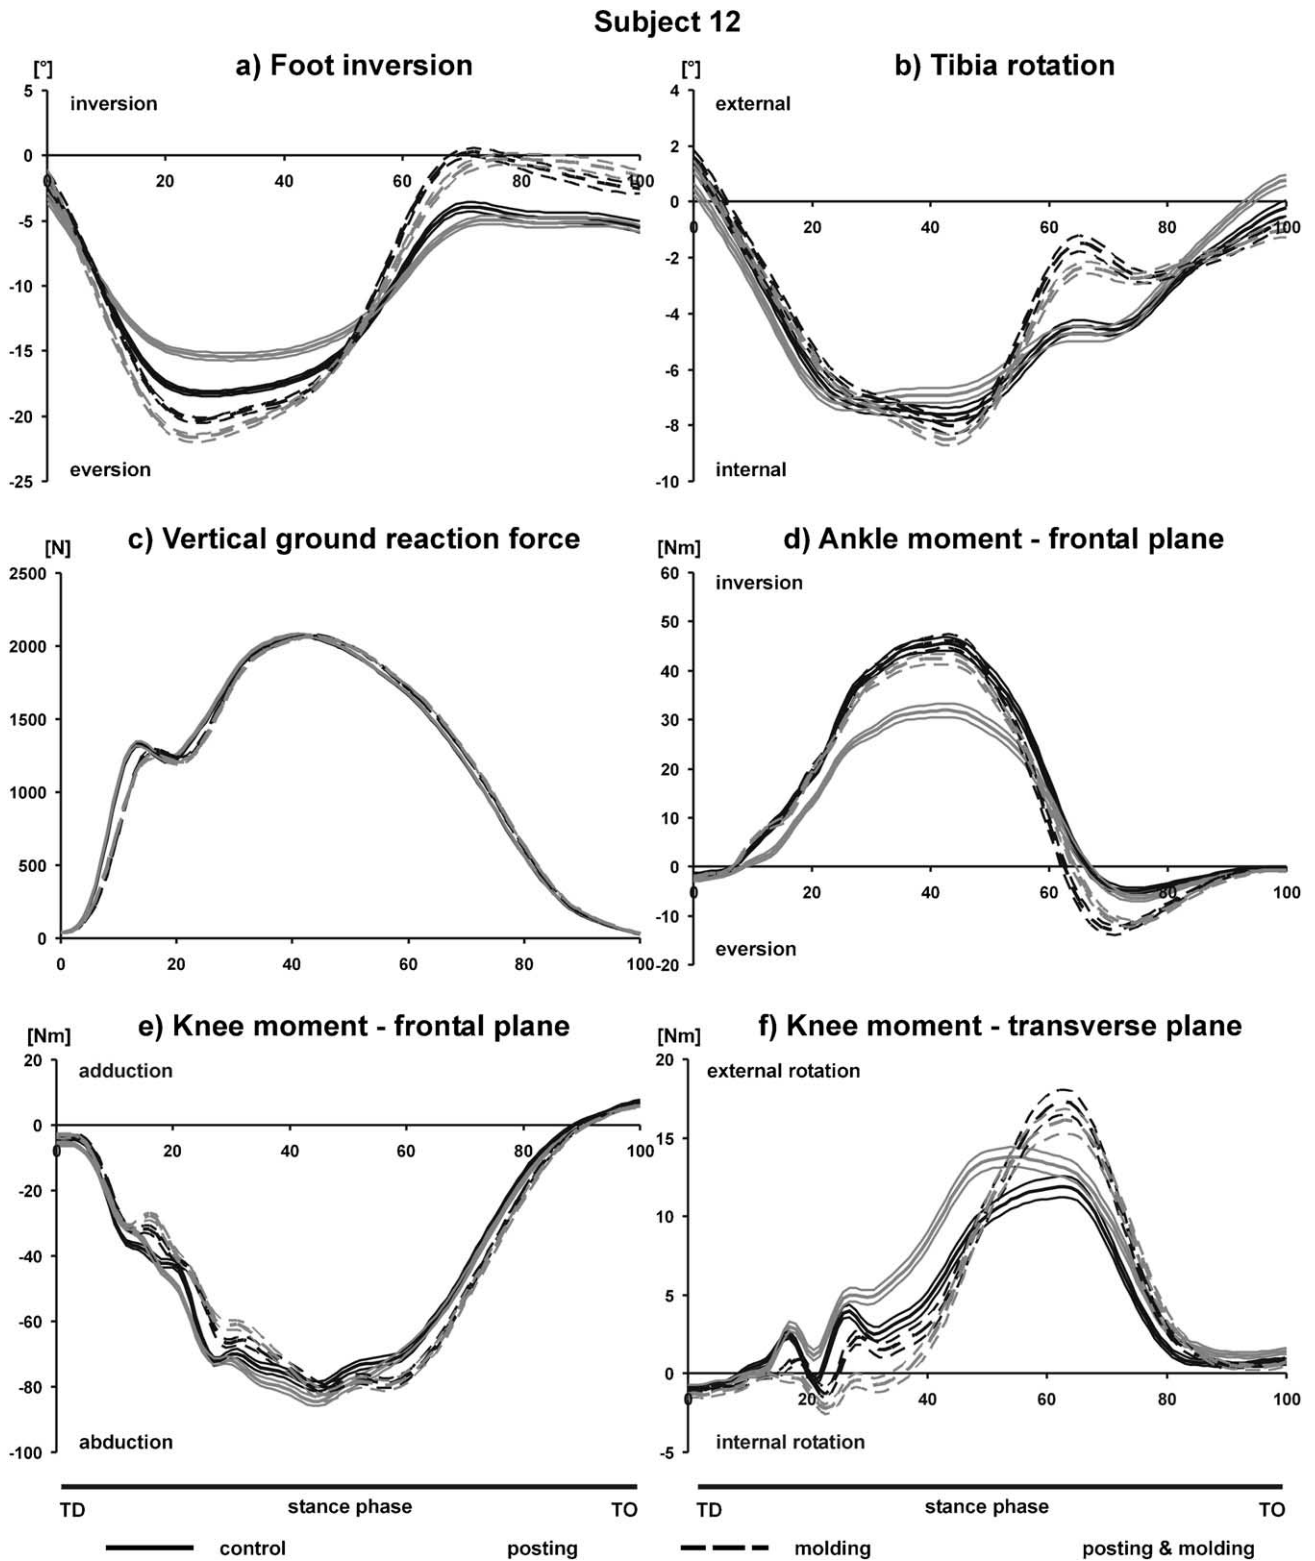 Subject 12
a) Foot inversion
[°]
5
inversion
0
0 20 40 60 80 100
-5
-10
-15
-20
eversion
-25
b) Tibia rotation
[°]
4
external
2
0
0 20 40 60 80 100
-2
-4
-6
-8
internal
-10
c) Vertical ground reaction force
[N]
2500
2000
1500
1000
500
0
0 20 40 60 80 100
d) Ankle moment - frontal plane
[Nm]
60
inversion
50
40
30
20
10
0
20 40 60 80 100
-10
eversion
-20
e) Knee moment - frontal plane
[Nm]
20
adduction
0
0 20 40 60 80 100
-20
-40
-60
-80
abduction
-100
f) Knee moment - transverse plane
[Nm]
20
external rotation
15
10
5
0
0 20 40 60 80 100
internal rotation
-5
TD stance phase TO
TD stance phase TO
control posting molding posting & molding